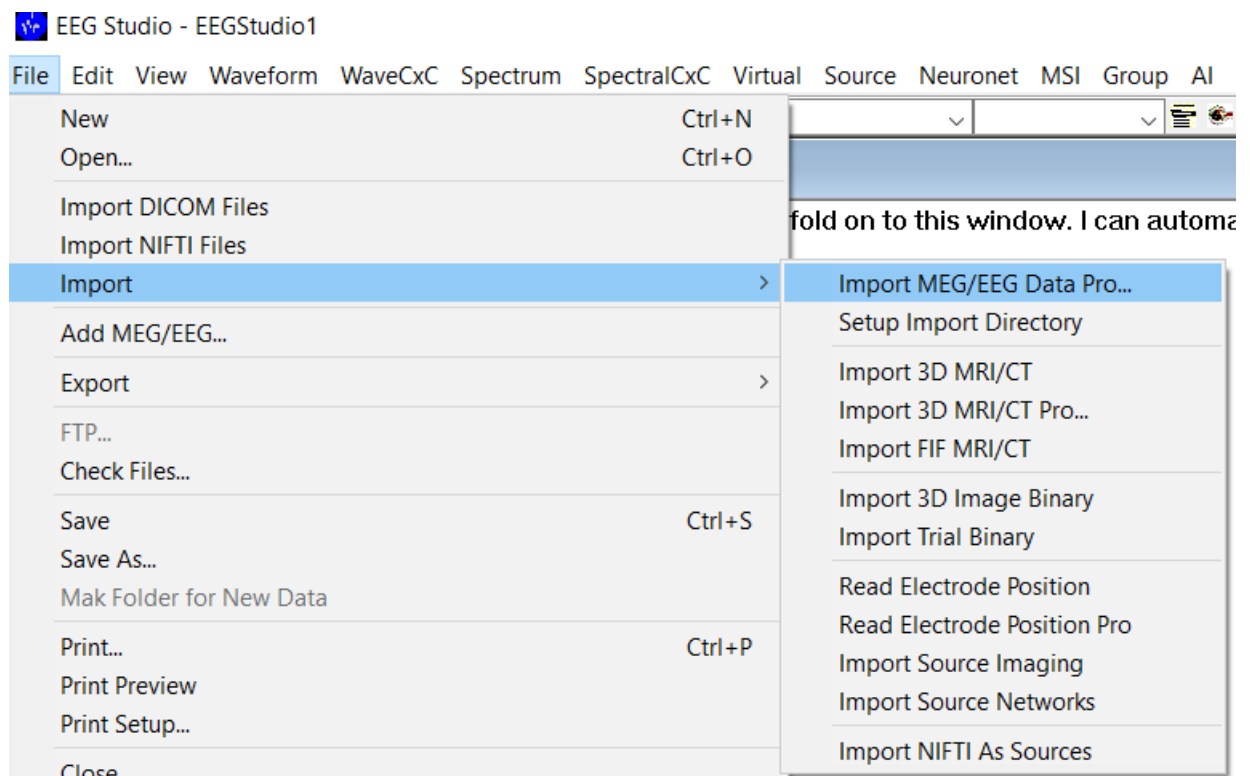 EEG Studio - EEGStudio1
File Edit View Waveform WaveCxC Spectrum SpectralCxC Virtual Source Neuronet MSI Group AI
New Ctrl+N
Open... Ctrl+O
Import DICOM Files
Import NIFTI Files
fold on to this window. I can automa
Import
Add MEG/EEG...
Export
FTP...
Check Files...
Save Ctrl+S
Save As...
Mak Folder for New Data
Print... Ctrl+P
Print Preview
Print Setup...
Close
Import MEG/EEG Data Pro...
Setup Import Directory
Import 3D MRI/CT
Import 3D MRI/CT Pro...
Import FIF MRI/CT
Import 3D Image Binary
Import Trial Binary
Read Electrode Position
Read Electrode Position Pro
Import Source Imaging
Import Source Networks
Import NIFTI As Sources